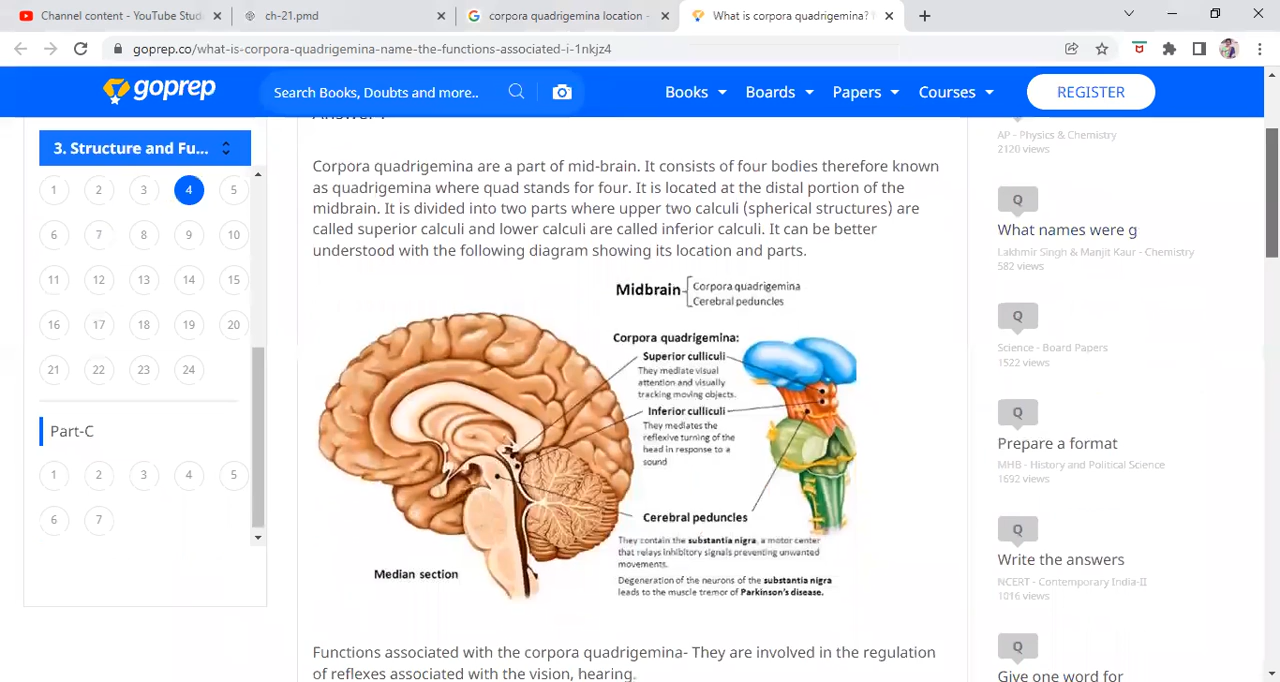 Channel content - YouTube Stud
ch-21.pmd
corpora quadrigemina location -
What is corpora quadrigemina?
goprep.co/what-is-corpora-quadrigemina-name-the-functions-associated-i-1nkjz4
goprep
Search Books, Doubts and more..
Books
Boards
Papers
Courses
REGISTER
3. Structure and Fu...
1 2 3 4 5
6 7 8 9 10
11 12 13 14 15
16 17 18 19 20
21 22 23 24
Part-C
1 2 3 4 5
6 7
Corpora quadrigemina are a part of mid-brain. It consists of four bodies therefore known
as quadrigemina where quad stands for four. It is located at the distal portion of the
midbrain. It is divided into two parts where upper two calculi (spherical structures) are
called superior calculi and lower calculi are called inferior calculi. It can be better
understood with the following diagram showing its location and parts.
Midbrain
Corpora quadrigemina
Cerebral peduncles
Corpora quadrigemina:
Superior culliculi
They mediate visual
attention and visually
tracking moving objects.
Inferior culliculi
They mediates the
reflexive turning of the
head in response to a
sound
Cerebral peduncles
They contain the substantia nigra, a motor center
that relays inhibitory signals preventing unwanted
movements.
Degeneration of the neurons of the substantia nigra
leads to the muscle tremor of Parkinson's disease.
Median section
Functions associated with the corpora quadrigemina- They are involved in the regulation
of reflexes associated with the vision, hearing.
AP - Physics & Chemistry
2120 views
Q
What names were g
Lakhmir Singh & Manjit Kaur - Chemistry
582 views
Q
Science - Board Papers
1522 views
Q
Prepare a format
MHB - History and Political Science
1692 views
Q
Write the answers
NCERT - Contemporary India-II
1016 views
Q
Give one word for